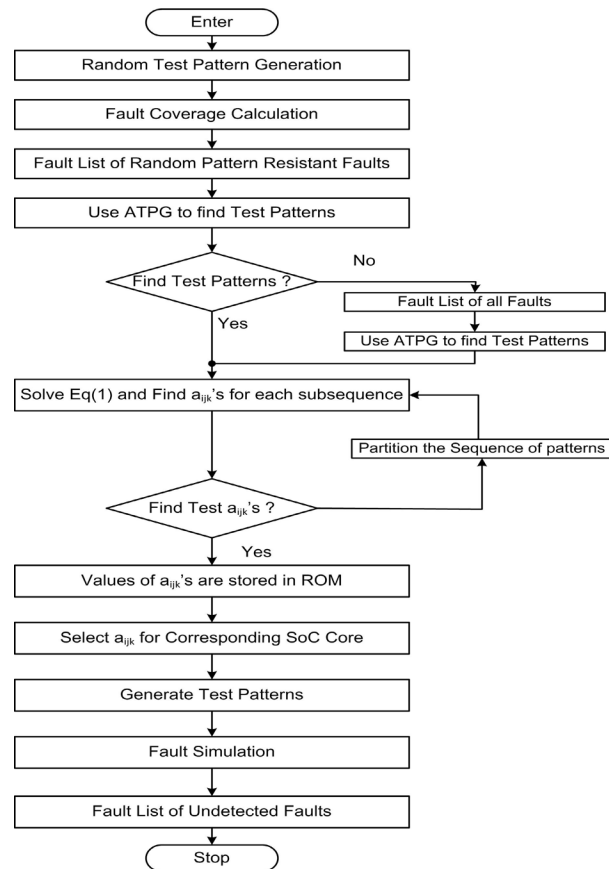 Enter
Random Test Pattern Generation
Fault Coverage Calculation
Fault List of Random Pattern Resistant Faults
Use ATPG to find Test Patterns
Find Test Patterns ?
No
Fault List of all Faults
Yes
Use ATPG to find Test Patterns
Solve Eq(1) and Find aijk's for each subsequence
Partition the Sequence of patterns
Find Test aijk's ?
Yes
Values of aijk's are stored in ROM
Select aijk for Corresponding SoC Core
Generate Test Patterns
Fault Simulation
Fault List of Undetected Faults
Stop